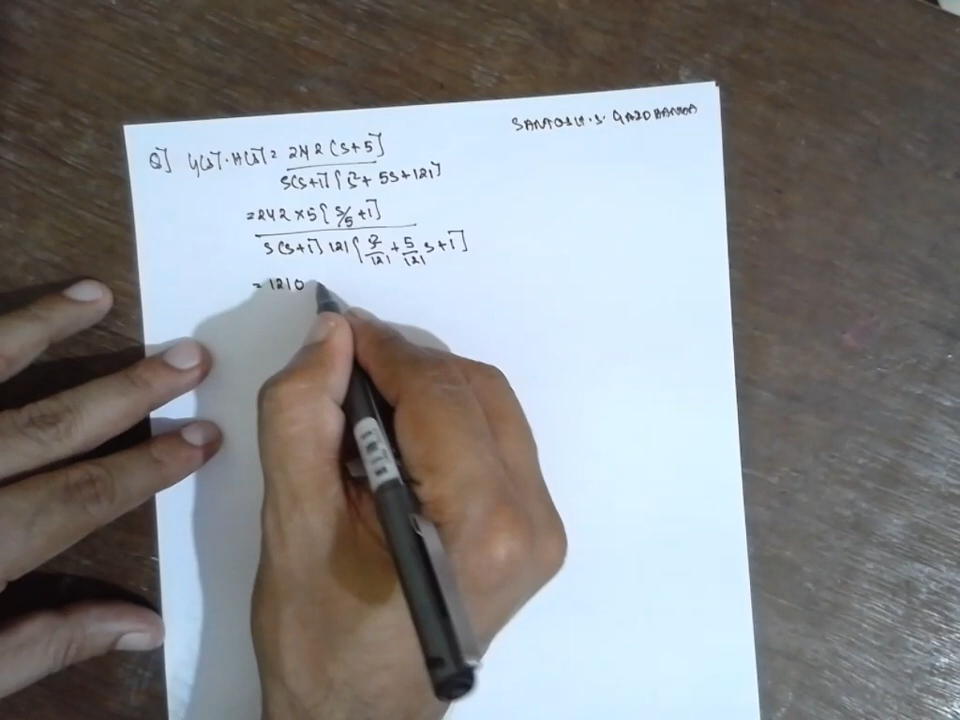 SANTOSH.S. GAJDHANDA
Q] G(s)·H(s) = 242(s+5)
s(s+1)[s²+5s+121]
= 242×5[s/5+1]
s(s+1)121[s²/121+5/121 s+1]
= 1210